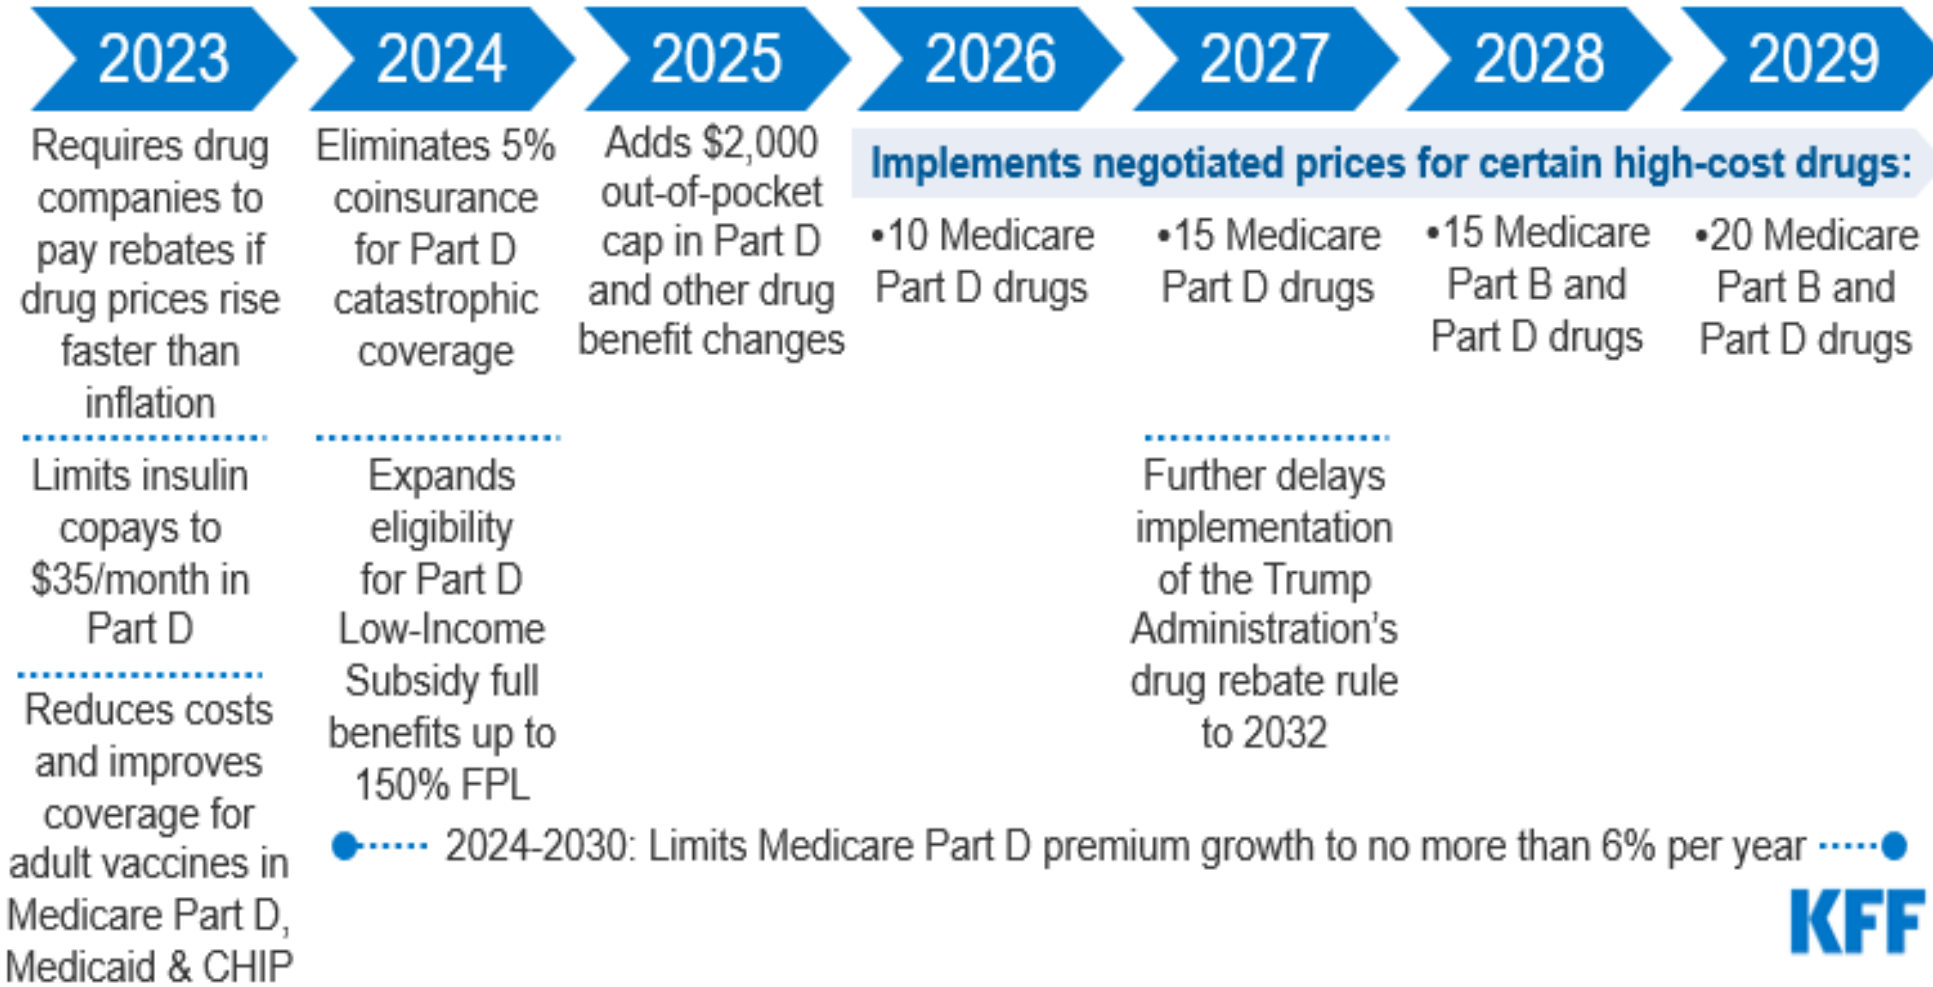 2023
2024
2025
2026
2027
2028
2029
Requires drug
companies to
pay rebates if
drug prices rise
faster than
inflation
Limits insulin
copays to
$35/month in
Part D
Reduces costs
and improves
coverage for
adult vaccines in
Medicare Part D,
Medicaid & CHIP
Eliminates 5%
coinsurance
for Part D
catastrophic
coverage
Expands
eligibility
for Part D
Low-Income
Subsidy full
benefits up to
150% FPL
Adds $2,000
out-of-pocket
cap in Part D
and other drug
benefit changes
Implements negotiated prices for certain high-cost drugs:
•10 Medicare
Part D drugs
•15 Medicare
Part D drugs
Further delays
implementation
of the Trump
Administration’s
drug rebate rule
to 2032
•15 Medicare
Part B and
Part D drugs
•20 Medicare
Part B and
Part D drugs
2024-2030: Limits Medicare Part D premium growth to no more than 6% per year
KFF